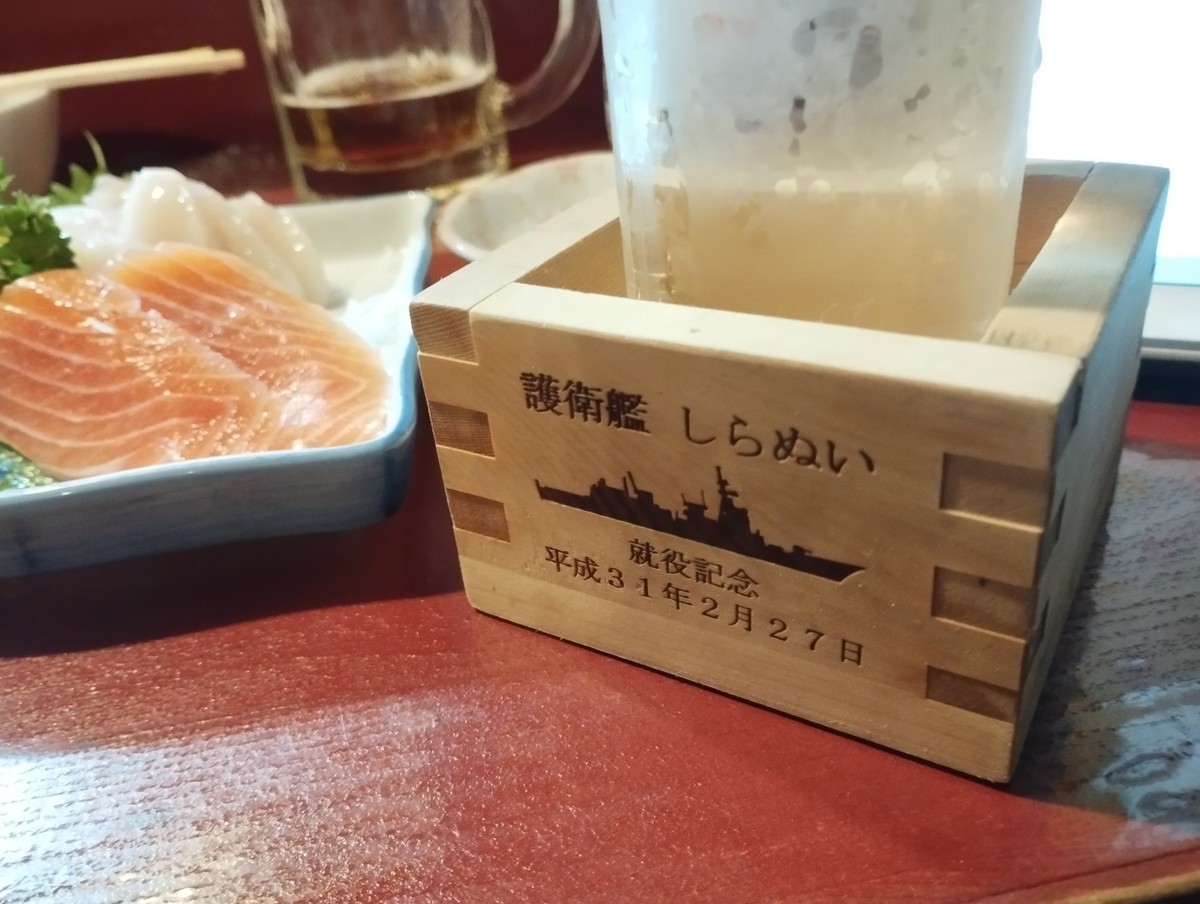 護衛艦 しらぬい
就役記念
平成31年2月27日